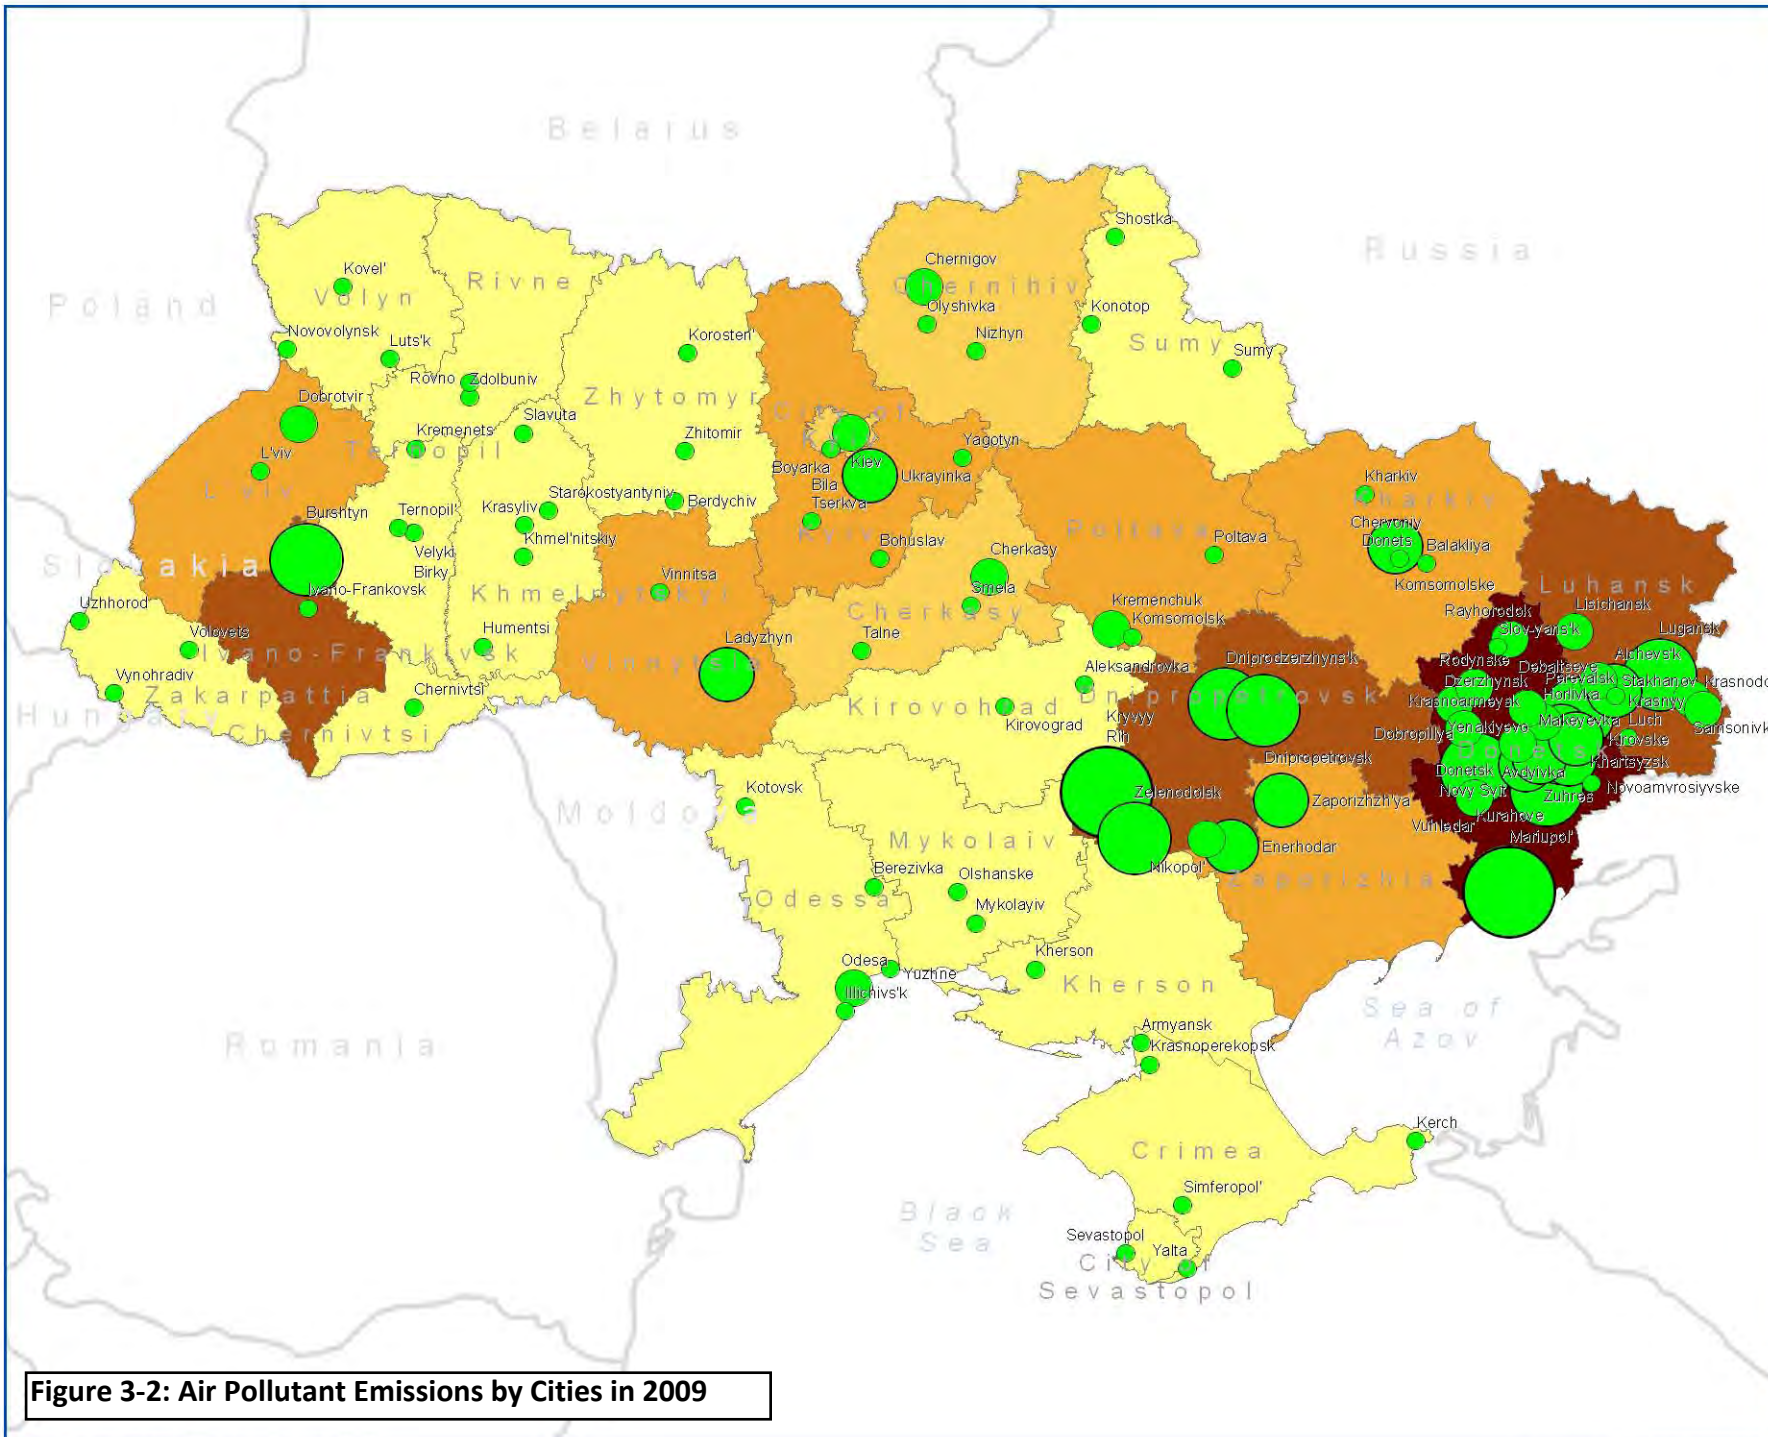 Belarus
Russia
Poland
Slovakia
Hungary
Romania
Moldova
Black
Sea
Sea of
Azov
Shostka
Chernigov
Chernihiv
Olyshivka
Nizhyn
Konotop
Sumy
Sumy
Kovel'
Volyn
Rivne
Novovolynsk
Luts'k
Rovno
Zdolbuniv
Korosten'
Zhytomyr
Zhitomir
Berdychiv
Dobrotvir
L'viv
L'viv
Kremenets
Ternopil
Slavuta
Starokostyantyniv
Krasyliv
Khmel'nitskiy
Khmelnytskyi
Ternopil'
Velyki
Birky
Burshtyn
Ivano-Frankovsk
Ivano-Frankivsk
Uzhhorod
Volovets
Vynohradiv
Zakarpattia
Chernivtsi
Chernivtsi
Humentsi
Vinnitsa
Vinnytsia
Ladyzhyn
City of
Kiev
Boyarka
Bila
Tserkva
Ukrayinka
Yagotyn
Kyiv
Bohuslav
Cherkasy
Smela
Cherkasy
Talne
Poltava
Poltava
Kremenchuk
Komsomolsk
Kharkiv
Kharkiv
Chervoniy
Donets
Balakliya
Komsomolske
Luhansk
Rayhorodok
Lisichansk
Slov-yans'k
Lugansk
Rodynske
Debaltseve
Alchevs'k
Dzerzhynsk
Perevalsk
Stakhanov
Krasnodo
Krasnoarmeysk
Horlivka
Krasnyy
Luch
Samsonivk
Yenakiyeve
Makeyevka
Dobropillya
Kirovske
Donetsk
Donetsk
Avdyivka
Khartsyzsk
Novy Svit
Zuhres
Novoamvrosiyvske
Kurahove
Vuhledar
Mariupol'
Aleksandrovka
Dniprodzerzhyns'k
Dnipropetrovsk
Kirovohrad
Kirovograd
Kryvyy
Rih
Dnipropetrovsk
Zelenodolsk
Zaporizhzh'ya
Nikopol'
Enerhodar
Zaporizhia
Kotovsk
Mykolaiv
Berezivka
Olshanske
Odessa
Mykolayiv
Odesa
Yuzhne
Illichivs'k
Kherson
Kherson
Armyansk
Krasnoperekopsk
Kerch
Crimea
Simferopol'
Sevastopol
Yalta
City of
Sevastopol
Figure 3-2: Air Pollutant Emissions by Cities in 2009